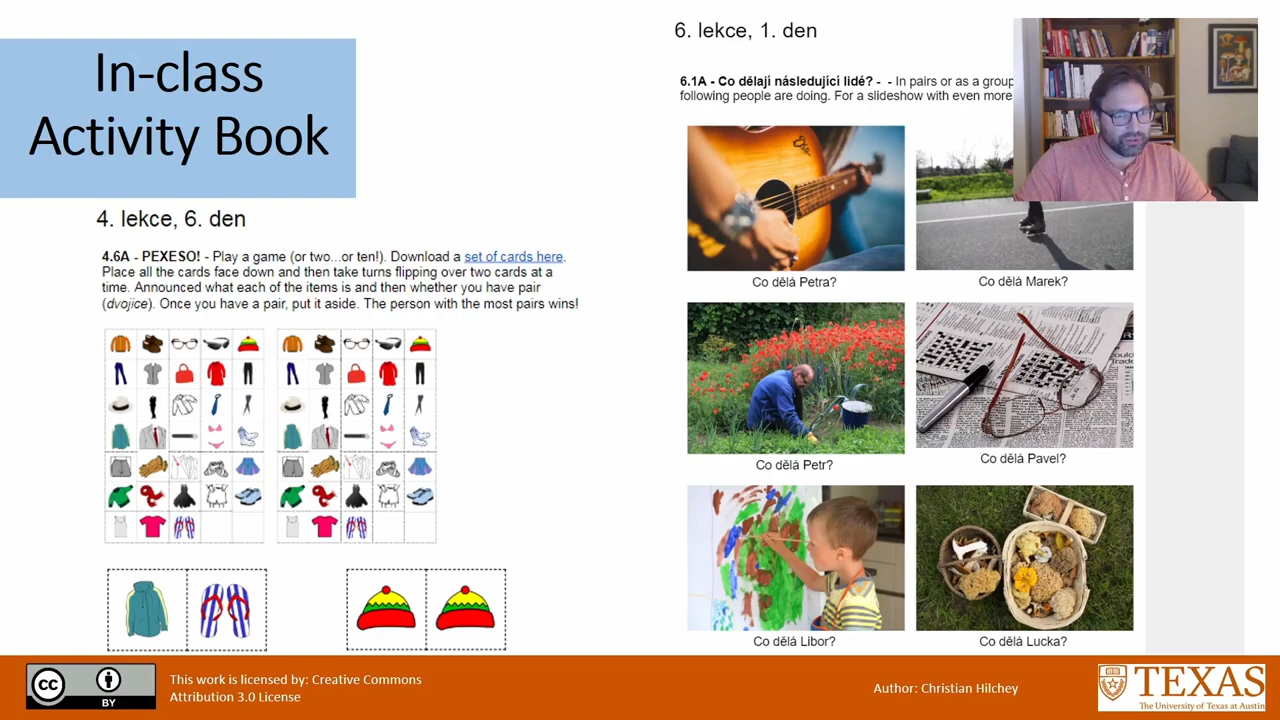 In-class
Activity Book
4. lekce, 6. den
4.6A - PEXESO! - Play a game (or two...or ten!). Download a set of cards here.
Place all the cards face down and then take turns flipping over two cards at a
time. Announced what each of the items is and then whether you have pair
(dvojice). Once you have a pair, put it aside. The person with the most pairs wins!
6. lekce, 1. den
6.1A - Co dělají následující lidé? - - In pairs or as a group
following people are doing. For a slideshow with even more
Co dělá Petra?
Co dělá Marek?
Co dělá Petr?
Co dělá Pavel?
Co dělá Libor?
Co dělá Lucka?
CC
BY
This work is licensed by: Creative Commons
Attribution 3.0 License
Author: Christian Hilchey
TEXAS
The University of Texas at Austin